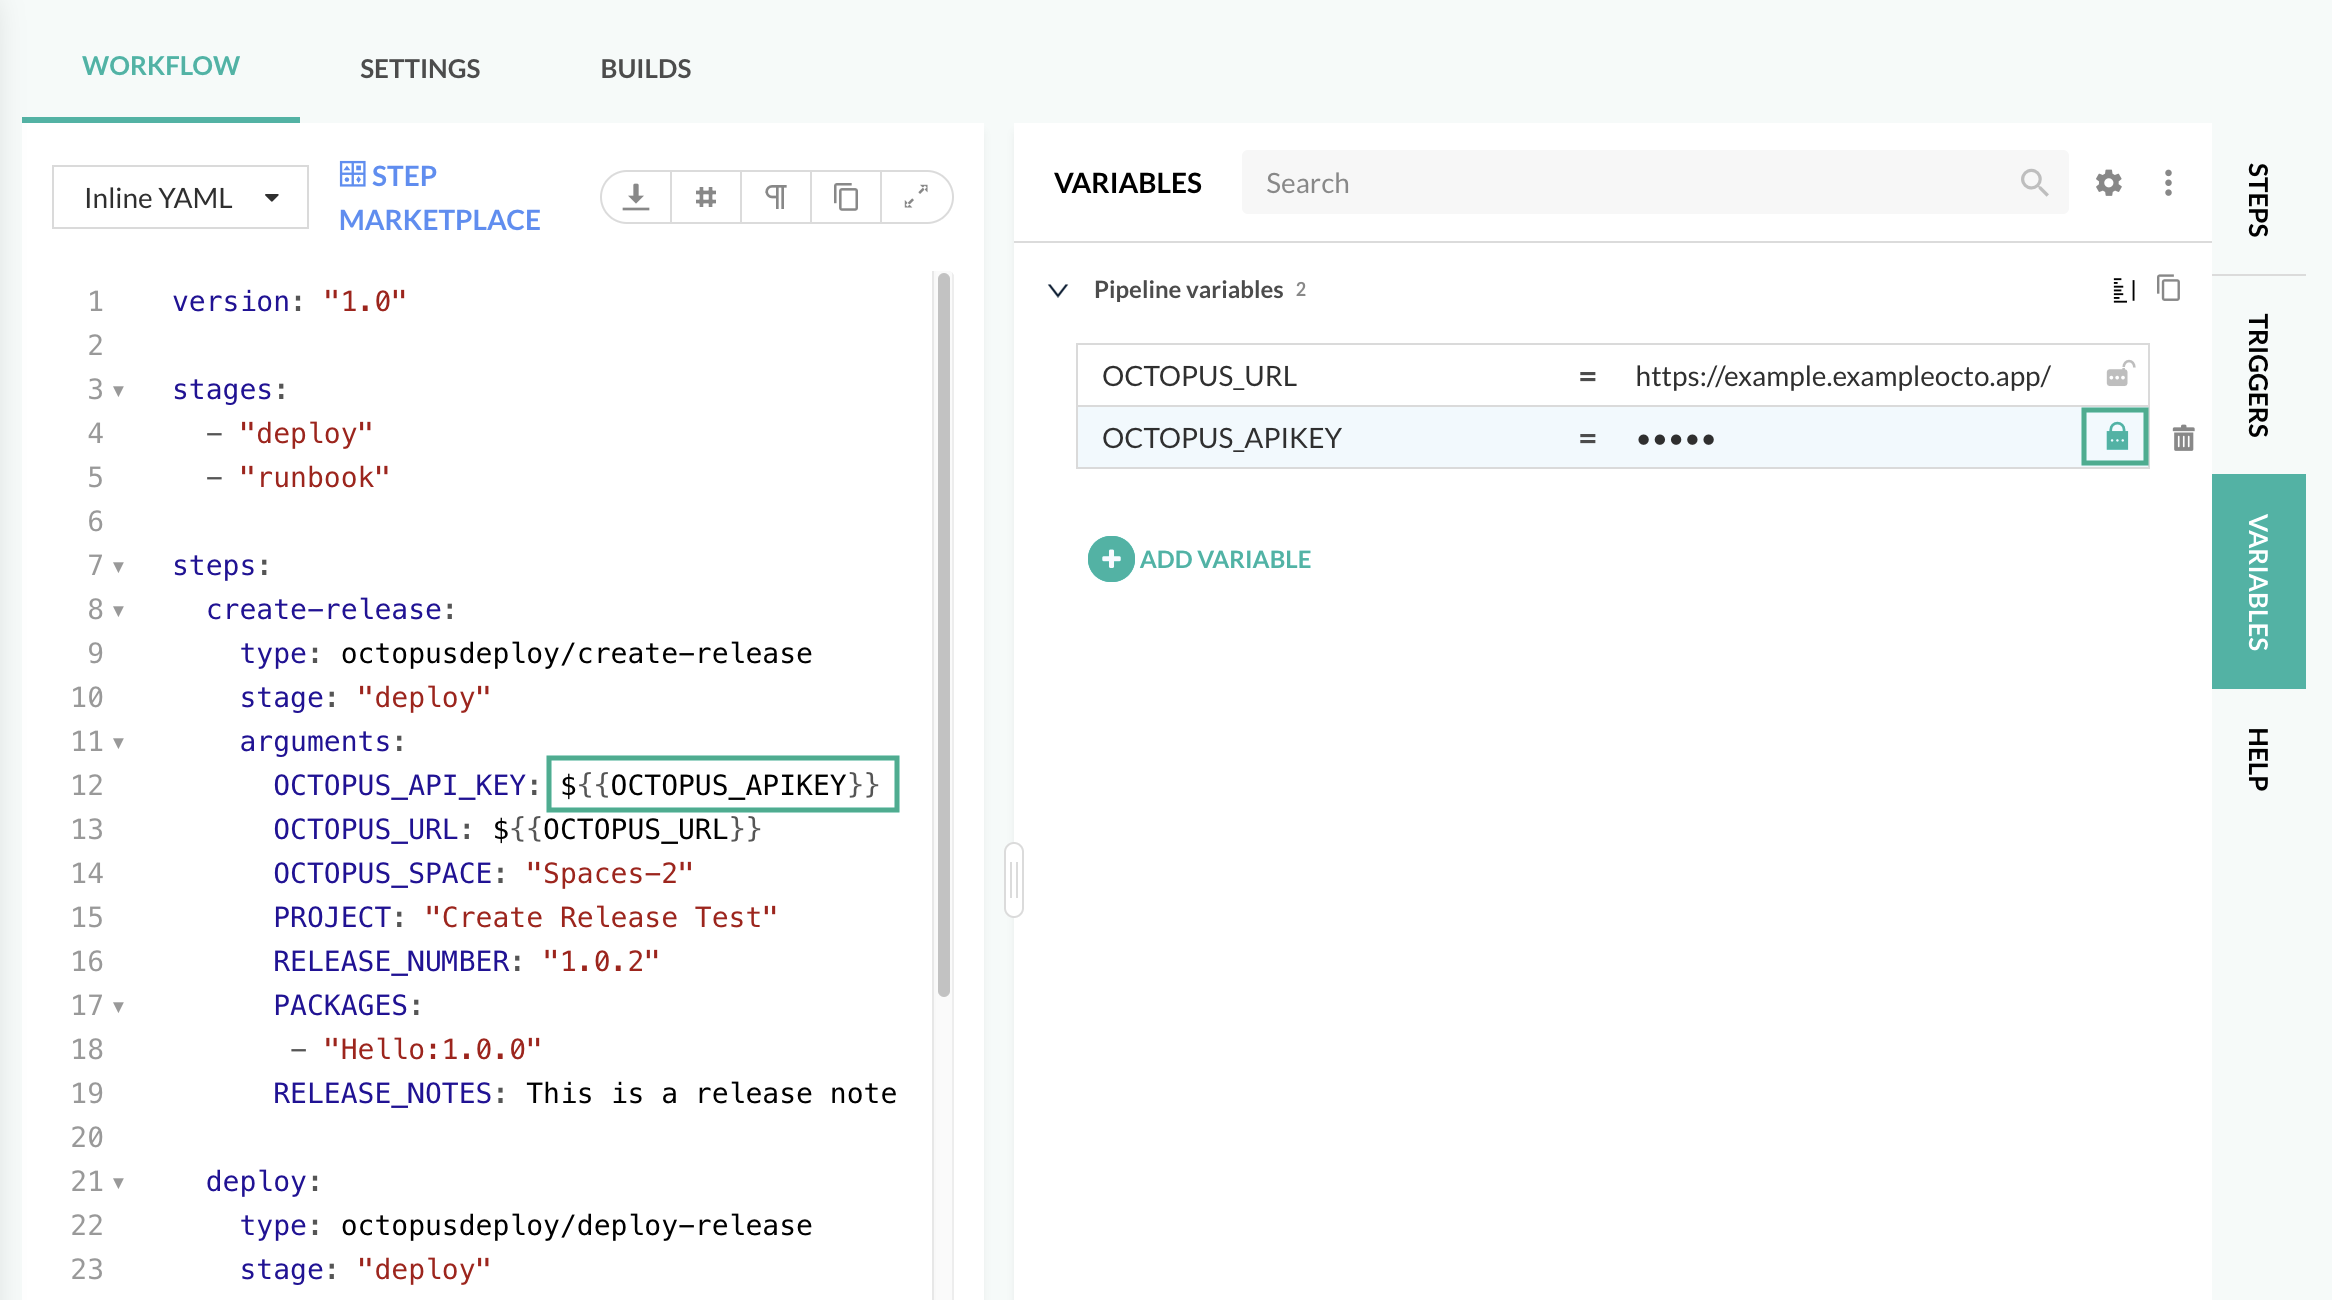 WORKFLOW SETTINGS BUILDS
Inline YAML
STEP
MARKETPLACE
1 version: "1.0"
2
3 stages:
4 - "deploy"
5 - "runbook"
6
7 steps:
8 create-release:
9 type: octopusdeploy/create-release
10 stage: "deploy"
11 arguments:
12 OCTOPUS_API_KEY: ${{OCTOPUS_APIKEY}}
13 OCTOPUS_URL: ${{OCTOPUS_URL}}
14 OCTOPUS_SPACE: "Spaces-2"
15 PROJECT: "Create Release Test"
16 RELEASE_NUMBER: "1.0.2"
17 PACKAGES:
18 - "Hello:1.0.0"
19 RELEASE_NOTES: This is a release note
20
21 deploy:
22 type: octopusdeploy/deploy-release
23 stage: "deploy"
VARIABLES
Search
Pipeline variables 2
OCTOPUS_URL = https://example.exampleocto.app/
OCTOPUS_APIKEY = •••••
ADD VARIABLE
STEPS
TRIGGERS
VARIABLES
HELP